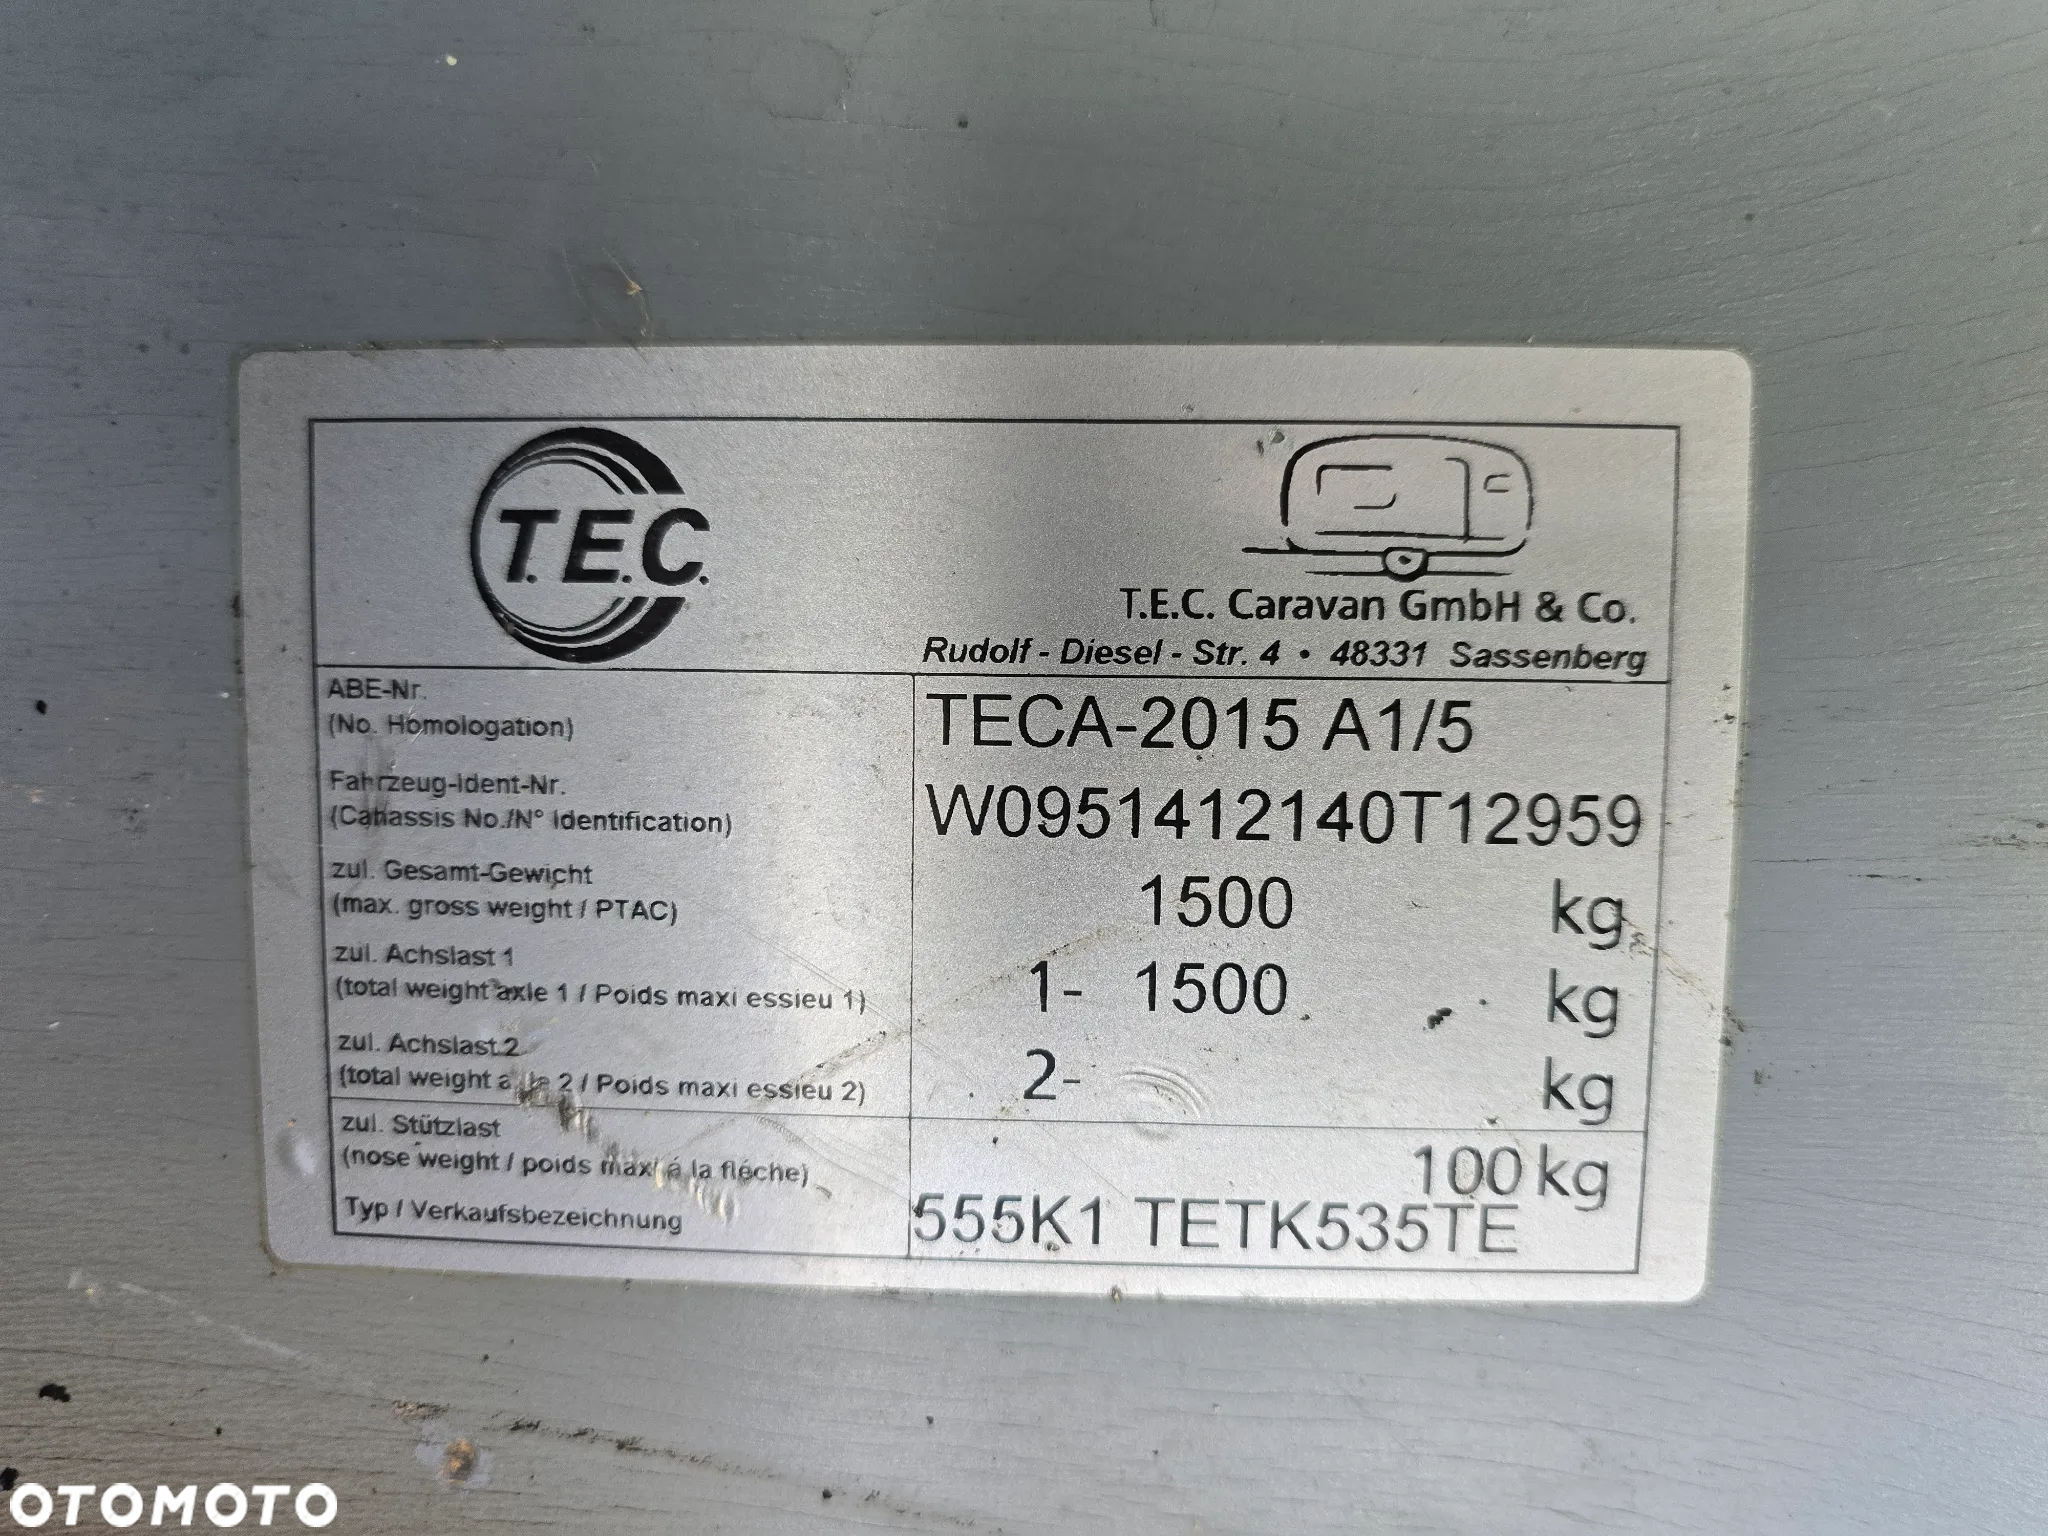 T.E.C.
T.E.C. Caravan GmbH & Co.
Rudolf - Diesel - Str. 4 • 48331 Sassenberg
ABE-Nr.
(No. Homologation)
TECA-2015 A1/5
Fahrzeug-Ident-Nr.
(Cahassis No./N° Identification)
W0951412140T12959
zul. Gesamt-Gewicht
(max. gross weight / PTAC)
1500 kg
zul. Achslast 1
(total weight axle 1 / Poids maxi essieu 1)
1- 1500 kg
zul. Achslast 2
(total weight axle 2 / Poids maxi essieu 2)
2- kg
zul. Stützlast
(nose weight / poids maxi á la fléche)
100 kg
Typ / Verkaufsbezeichnung
555K1 TETK535TE
OTOMOTO